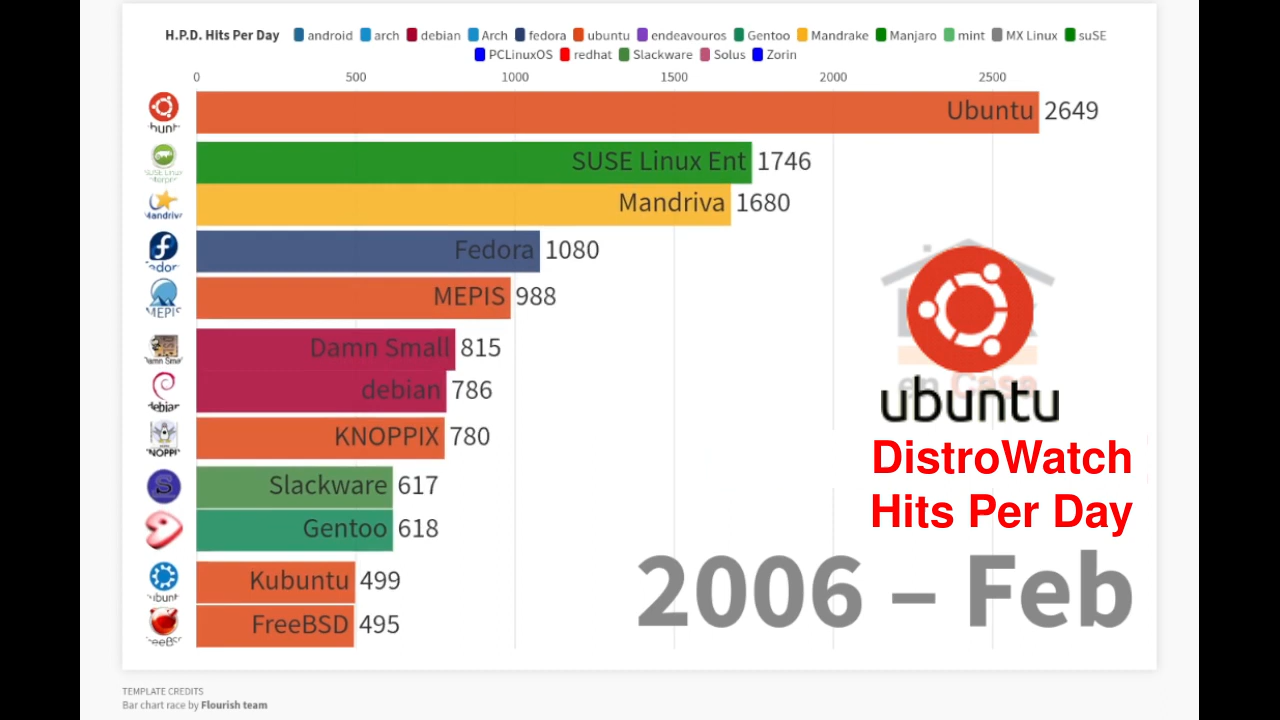 H.P.D. Hits Per Day android arch debian Arch fedora ubuntu endeavouros Gentoo Mandrake Manjaro mint MX Linux suSE
PCLinuxOS redhat Slackware Solus Zorin
0 500 1000 1500 2000 2500
Ubuntu 2649
SUSE Linux Ent 1746
Mandriva 1680
Fedora 1080
MEPIS 988
Damn Small 815
debian 786
KNOPPIX 780
Slackware 617
Gentoo 618
Kubuntu 499
FreeBSD 495
en Casa
ubuntu
DistroWatch
Hits Per Day
2006 – Feb
TEMPLATE CREDITS
Bar chart race by Flourish team